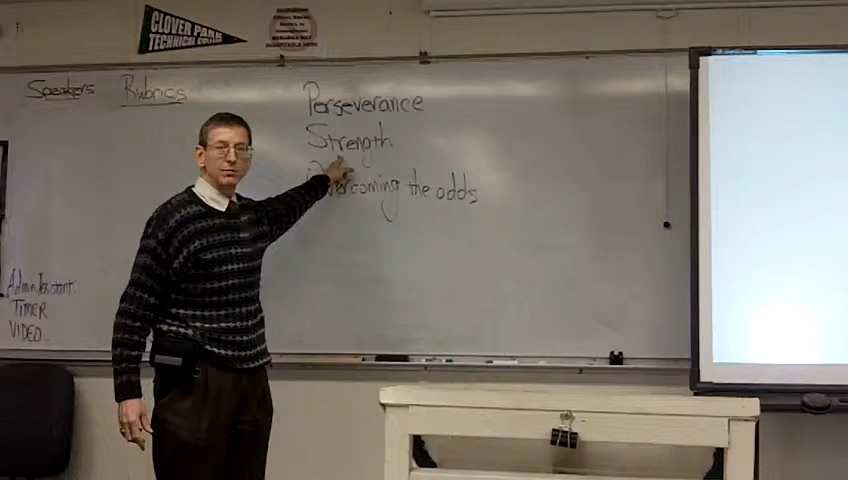 CLOVER PARK
TECHNICAL COLLEGE
Speakers
Rubrics
Perseverance
Strength
Overcoming the odds
TIMER
VIDEO